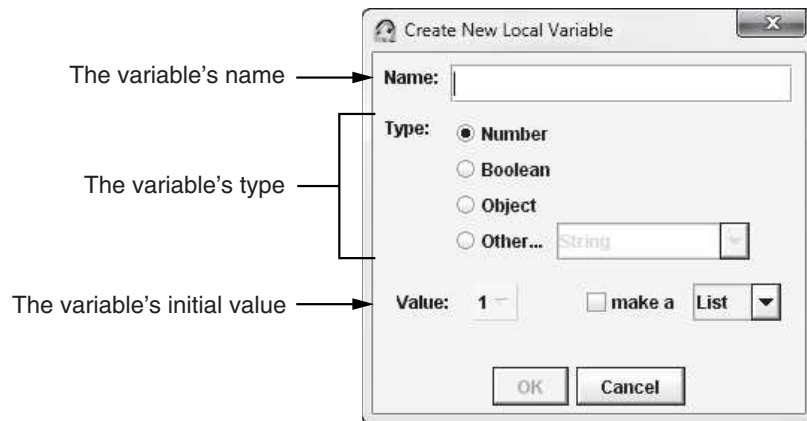 Create New Local Variable
The variable's name
Name:
The variable's type
Type:
Number
Boolean
Object
Other... String
The variable's initial value
Value: 1 make a List
OK Cancel